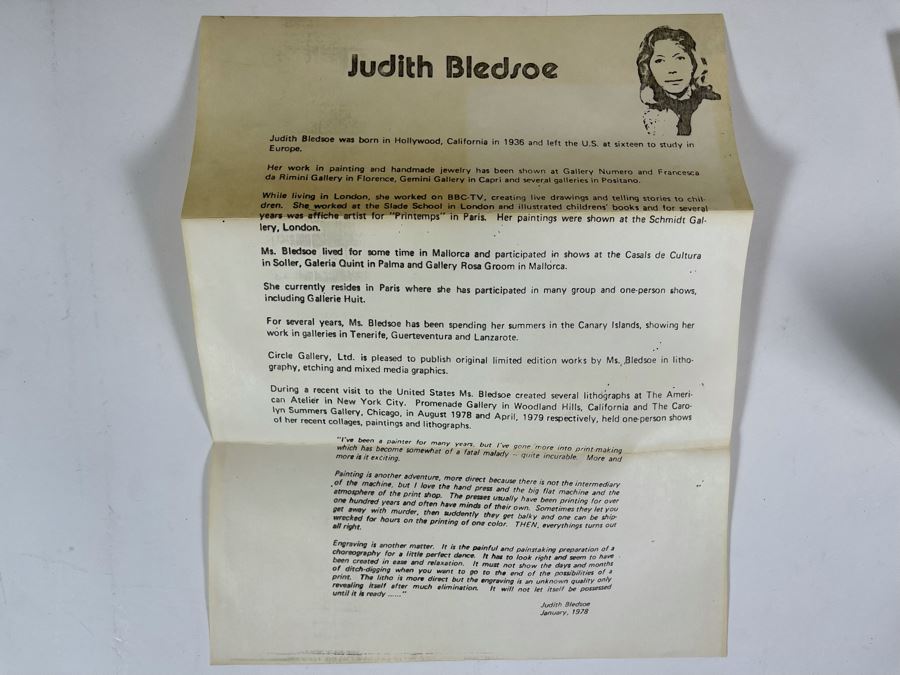 Judith Bledsoe
Judith Bledsoe was born in Hollywood, California in 1936 and left the U.S. at sixteen to study in
Europe.
Her work in painting and handmade jewelry has been shown at Gallery Numero and Francesca
da Rimini Gallery in Florence, Gemini Gallery in Capri and several galleries in Positano.
While living in London, she worked on BBC-TV, creating live drawings and telling stories to chil-
dren. She worked at the Slade School in London and illustrated childrens' books and for several
years was affiche artist for "Printemps" in Paris. Her paintings were shown at the Schmidt Gal-
lery, London.
Ms. Bledsoe lived for some time in Mallorca and participated in shows at the Casals de Cultura
in Soller, Galeria Quint in Palma and Gallery Rosa Groom in Mallorca.
She currently resides in Paris where she has participated in many group and one-person shows,
including Gallerie Huit.
For several years, Ms. Bledsoe has been spending her summers in the Canary Islands, showing her
work in galleries in Tenerife, Guerteventura and Lanzarote.
Circle Gallery, Ltd. is pleased to publish original limited edition works by Ms. Bledsoe in litho-
graphy, etching and mixed media graphics.
During a recent visit to the United States Ms. Bledsoe created several lithographs at The Ameri-
can Atelier in New York City. Promenade Gallery in Woodland Hills, California and The Caro-
lyn Summers Gallery, Chicago, in August 1978 and April, 1979 respectively, held one-person shows
of her recent collages, paintings and lithographs.
"I've been a painter for many years, but I've gone more into print-making
which has become somewhat of a fatal malady -- quite incurable. More and
more is it exciting.
Painting is another adventure, more direct because there is not the intermediary
of the machine, but I love the hand press and the big flat machine and the
atmosphere of the print shop. The presses usually have been printing for over
one hundred years and often have minds of their own. Sometimes they let you
get away with murder, then suddently they get balky and one can be ship-
wrecked for hours on the printing of one color. THEN, everythings turns out
all right.
Engraving is another matter. It is the painful and painstaking preparation of a
choreography for a little perfect dance. It has to look right and seem to have
been created in ease and relaxation. It must not show the days and months
of ditch-digging when you want to go to the end of the possibilities of a
print. The litho is more direct but the engraving is an unknown quality only
revealing itself after much elimination. It will not let itself be possessed
until it is ready ......"
Judith Bledsoe
January, 1978